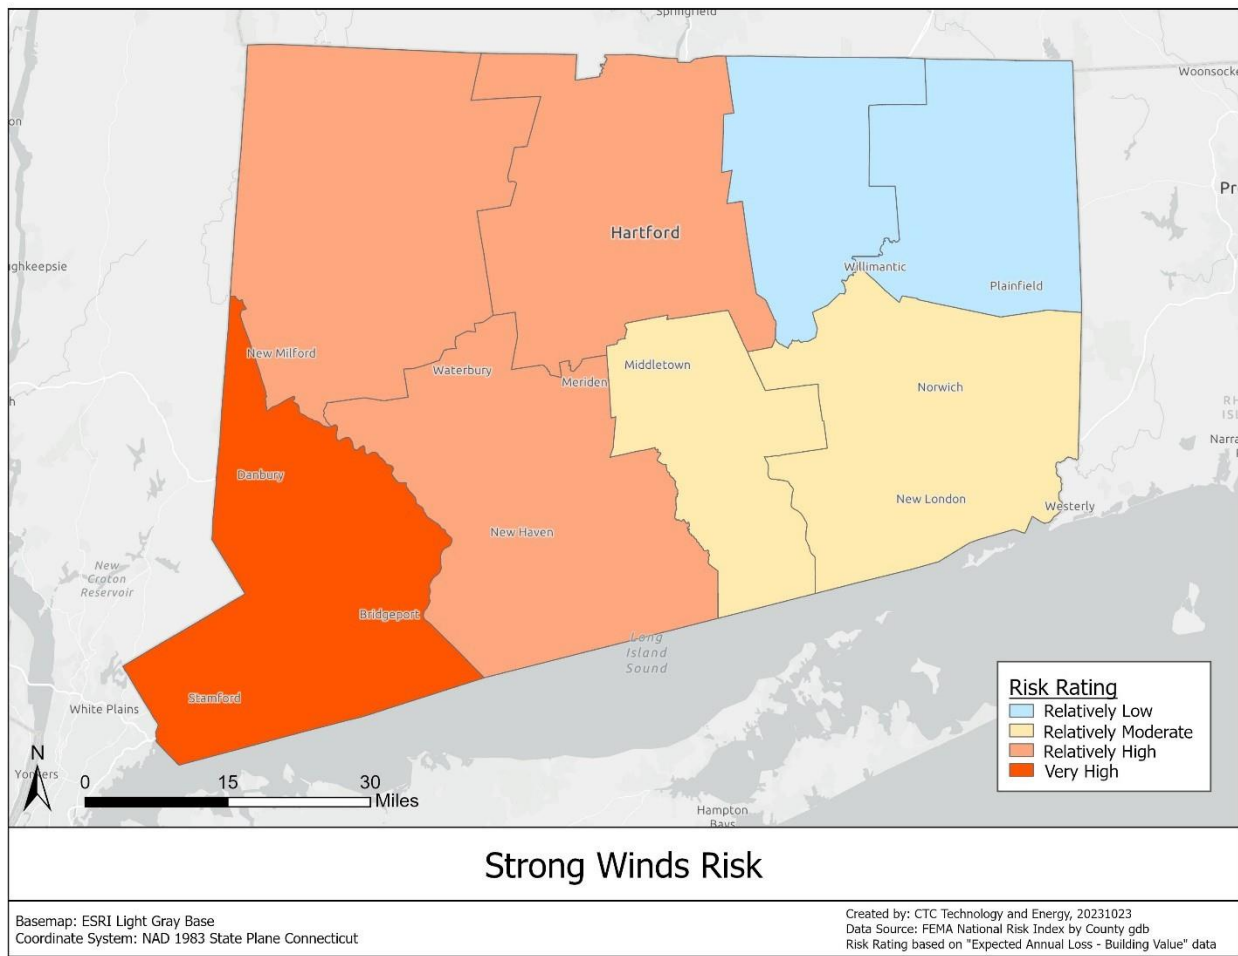 Springfield
Woonsocke
Pr
Hartford
ghkeepsie
Willimantic
Plainfield
New Milford
Waterbury
Meriden
Middletown
Norwich
h
RH
ISL
Narra
Danbury
New London
Westerly
New Haven
New
Croton
Reservoir
Bridgeport
Long
Island
Sound
Stamford
White Plains
Yonkers
N
0 15 30
Miles
Hampton
Bays
Risk Rating
Relatively Low
Relatively Moderate
Relatively High
Very High
Strong Winds Risk
Basemap: ESRI Light Gray Base
Coordinate System: NAD 1983 State Plane Connecticut
Created by: CTC Technology and Energy, 20231023
Data Source: FEMA National Risk Index by County gdb
Risk Rating based on "Expected Annual Loss - Building Value" data